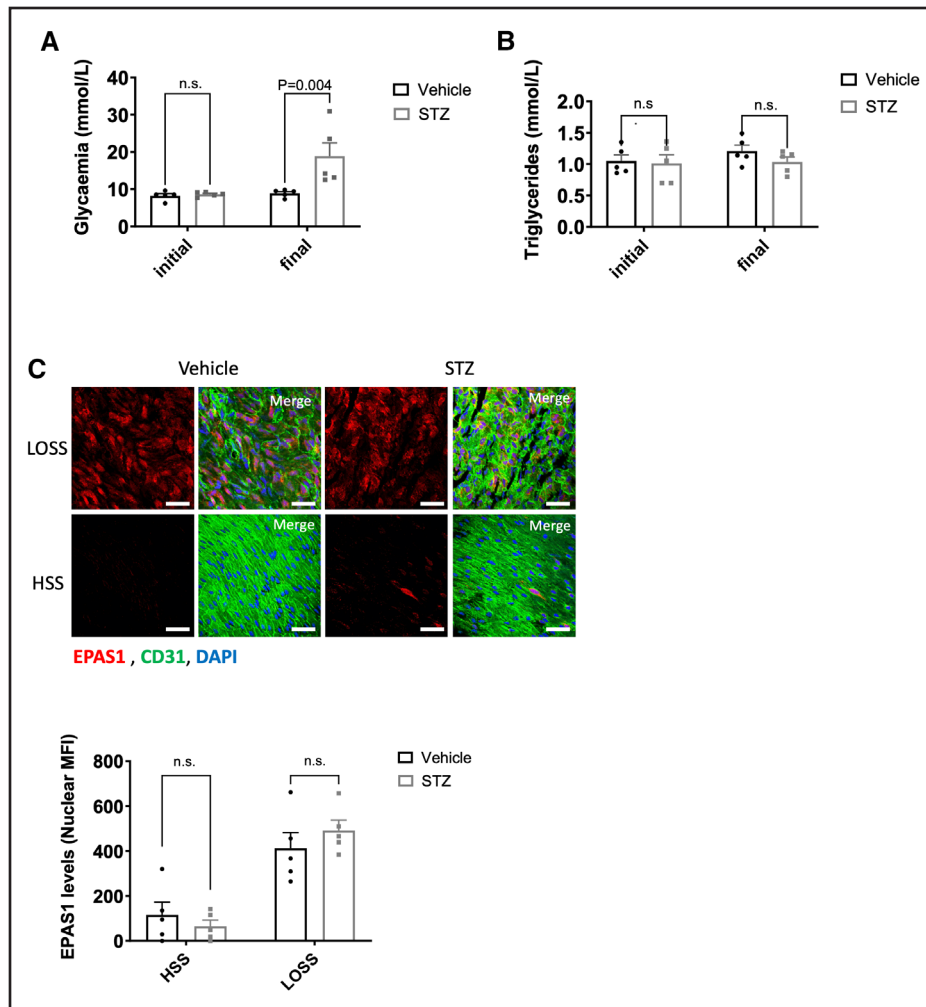 A
Glycaemia (mmol/L)
40
30
20
10
0
n.s.
P=0.004
Vehicle
STZ
initial
final
B
Triglycerides (mmol/L)
2.0
1.5
1.0
0.5
0.0
n.s
n.s.
Vehicle
STZ
initial
final
C
Vehicle
STZ
LOSS
Merge
Merge
HSS
Merge
Merge
EPAS1 , CD31, DAPI
EPAS1 levels (Nuclear MFI)
800
600
400
200
0
n.s.
n.s.
Vehicle
STZ
HSS
LOSS